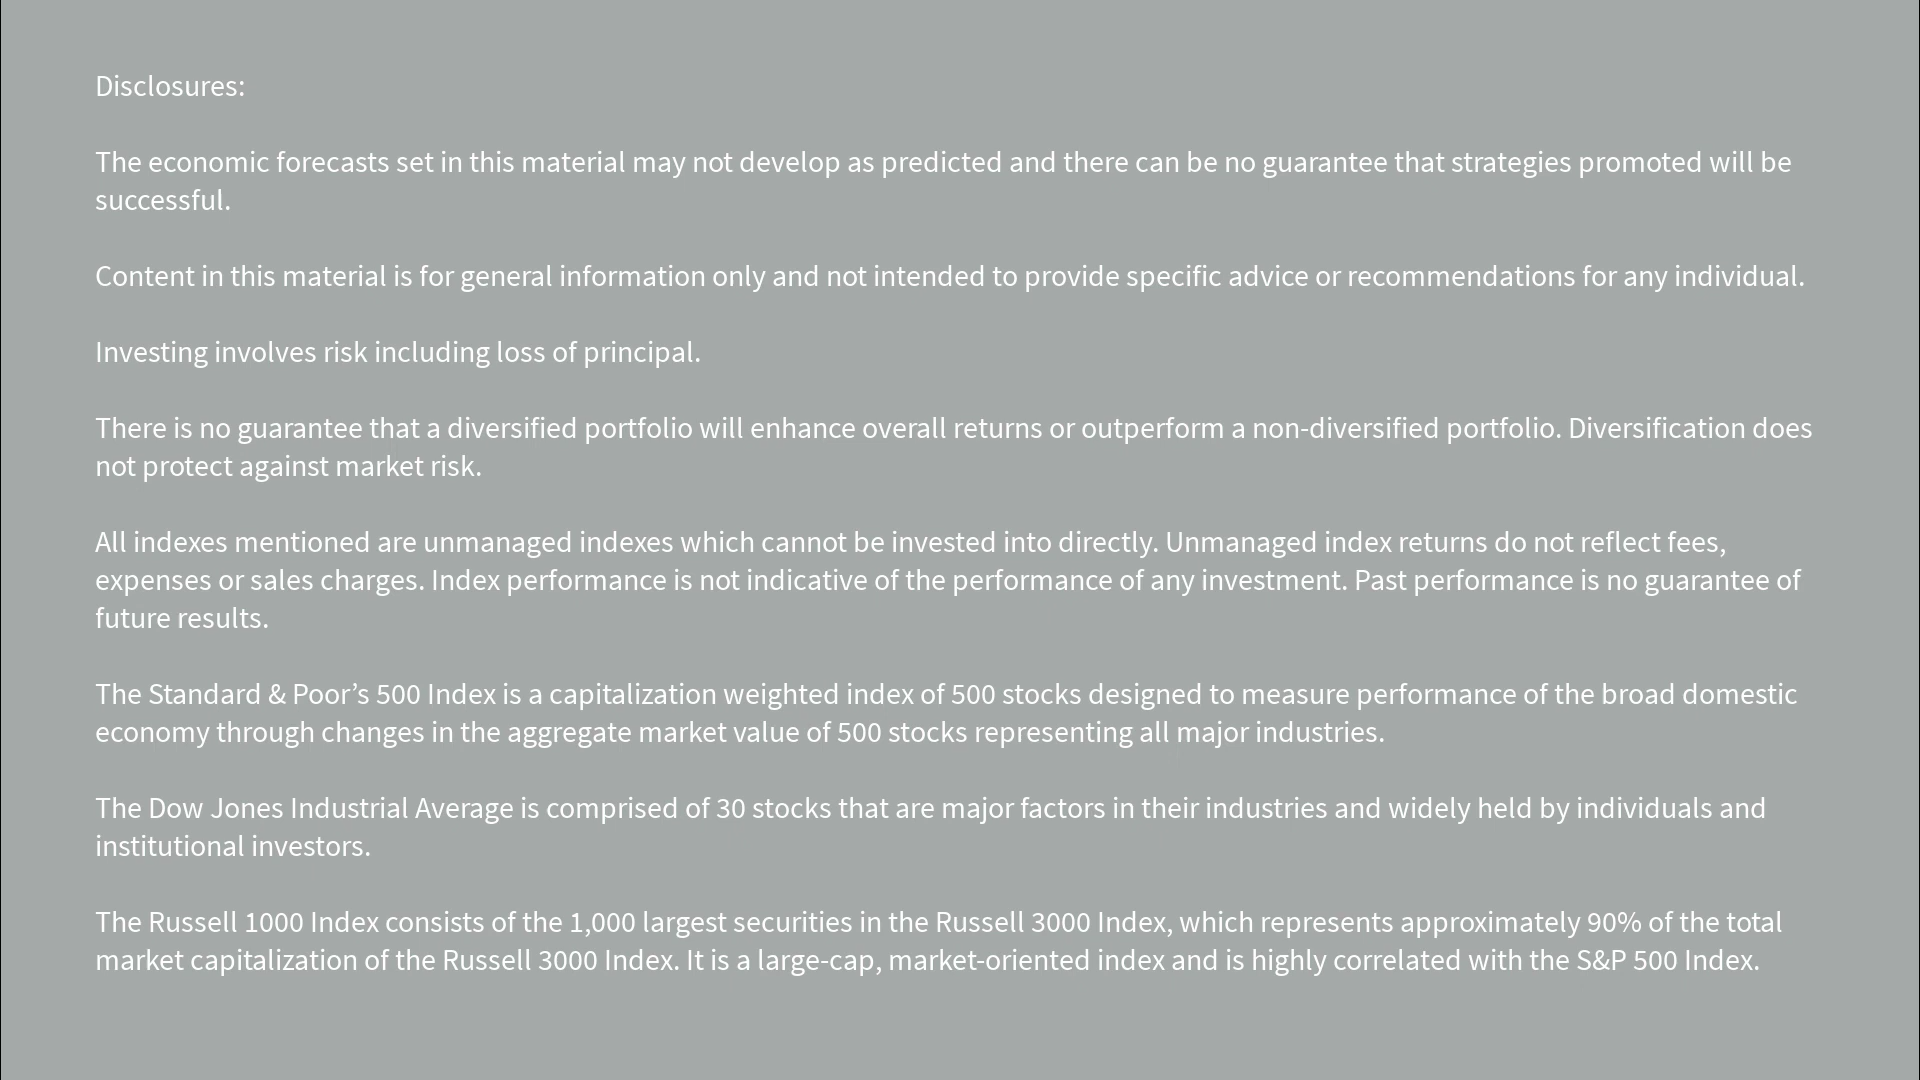 Disclosures:
The economic forecasts set in this material may not develop as predicted and there can be no guarantee that strategies promoted will be
successful.
Content in this material is for general information only and not intended to provide specific advice or recommendations for any individual.
Investing involves risk including loss of principal.
There is no guarantee that a diversified portfolio will enhance overall returns or outperform a non-diversified portfolio. Diversification does
not protect against market risk.
All indexes mentioned are unmanaged indexes which cannot be invested into directly. Unmanaged index returns do not reflect fees,
expenses or sales charges. Index performance is not indicative of the performance of any investment. Past performance is no guarantee of
future results.
The Standard & Poor’s 500 Index is a capitalization weighted index of 500 stocks designed to measure performance of the broad domestic
economy through changes in the aggregate market value of 500 stocks representing all major industries.
The Dow Jones Industrial Average is comprised of 30 stocks that are major factors in their industries and widely held by individuals and
institutional investors.
The Russell 1000 Index consists of the 1,000 largest securities in the Russell 3000 Index, which represents approximately 90% of the total
market capitalization of the Russell 3000 Index. It is a large-cap, market-oriented index and is highly correlated with the S&P 500 Index.